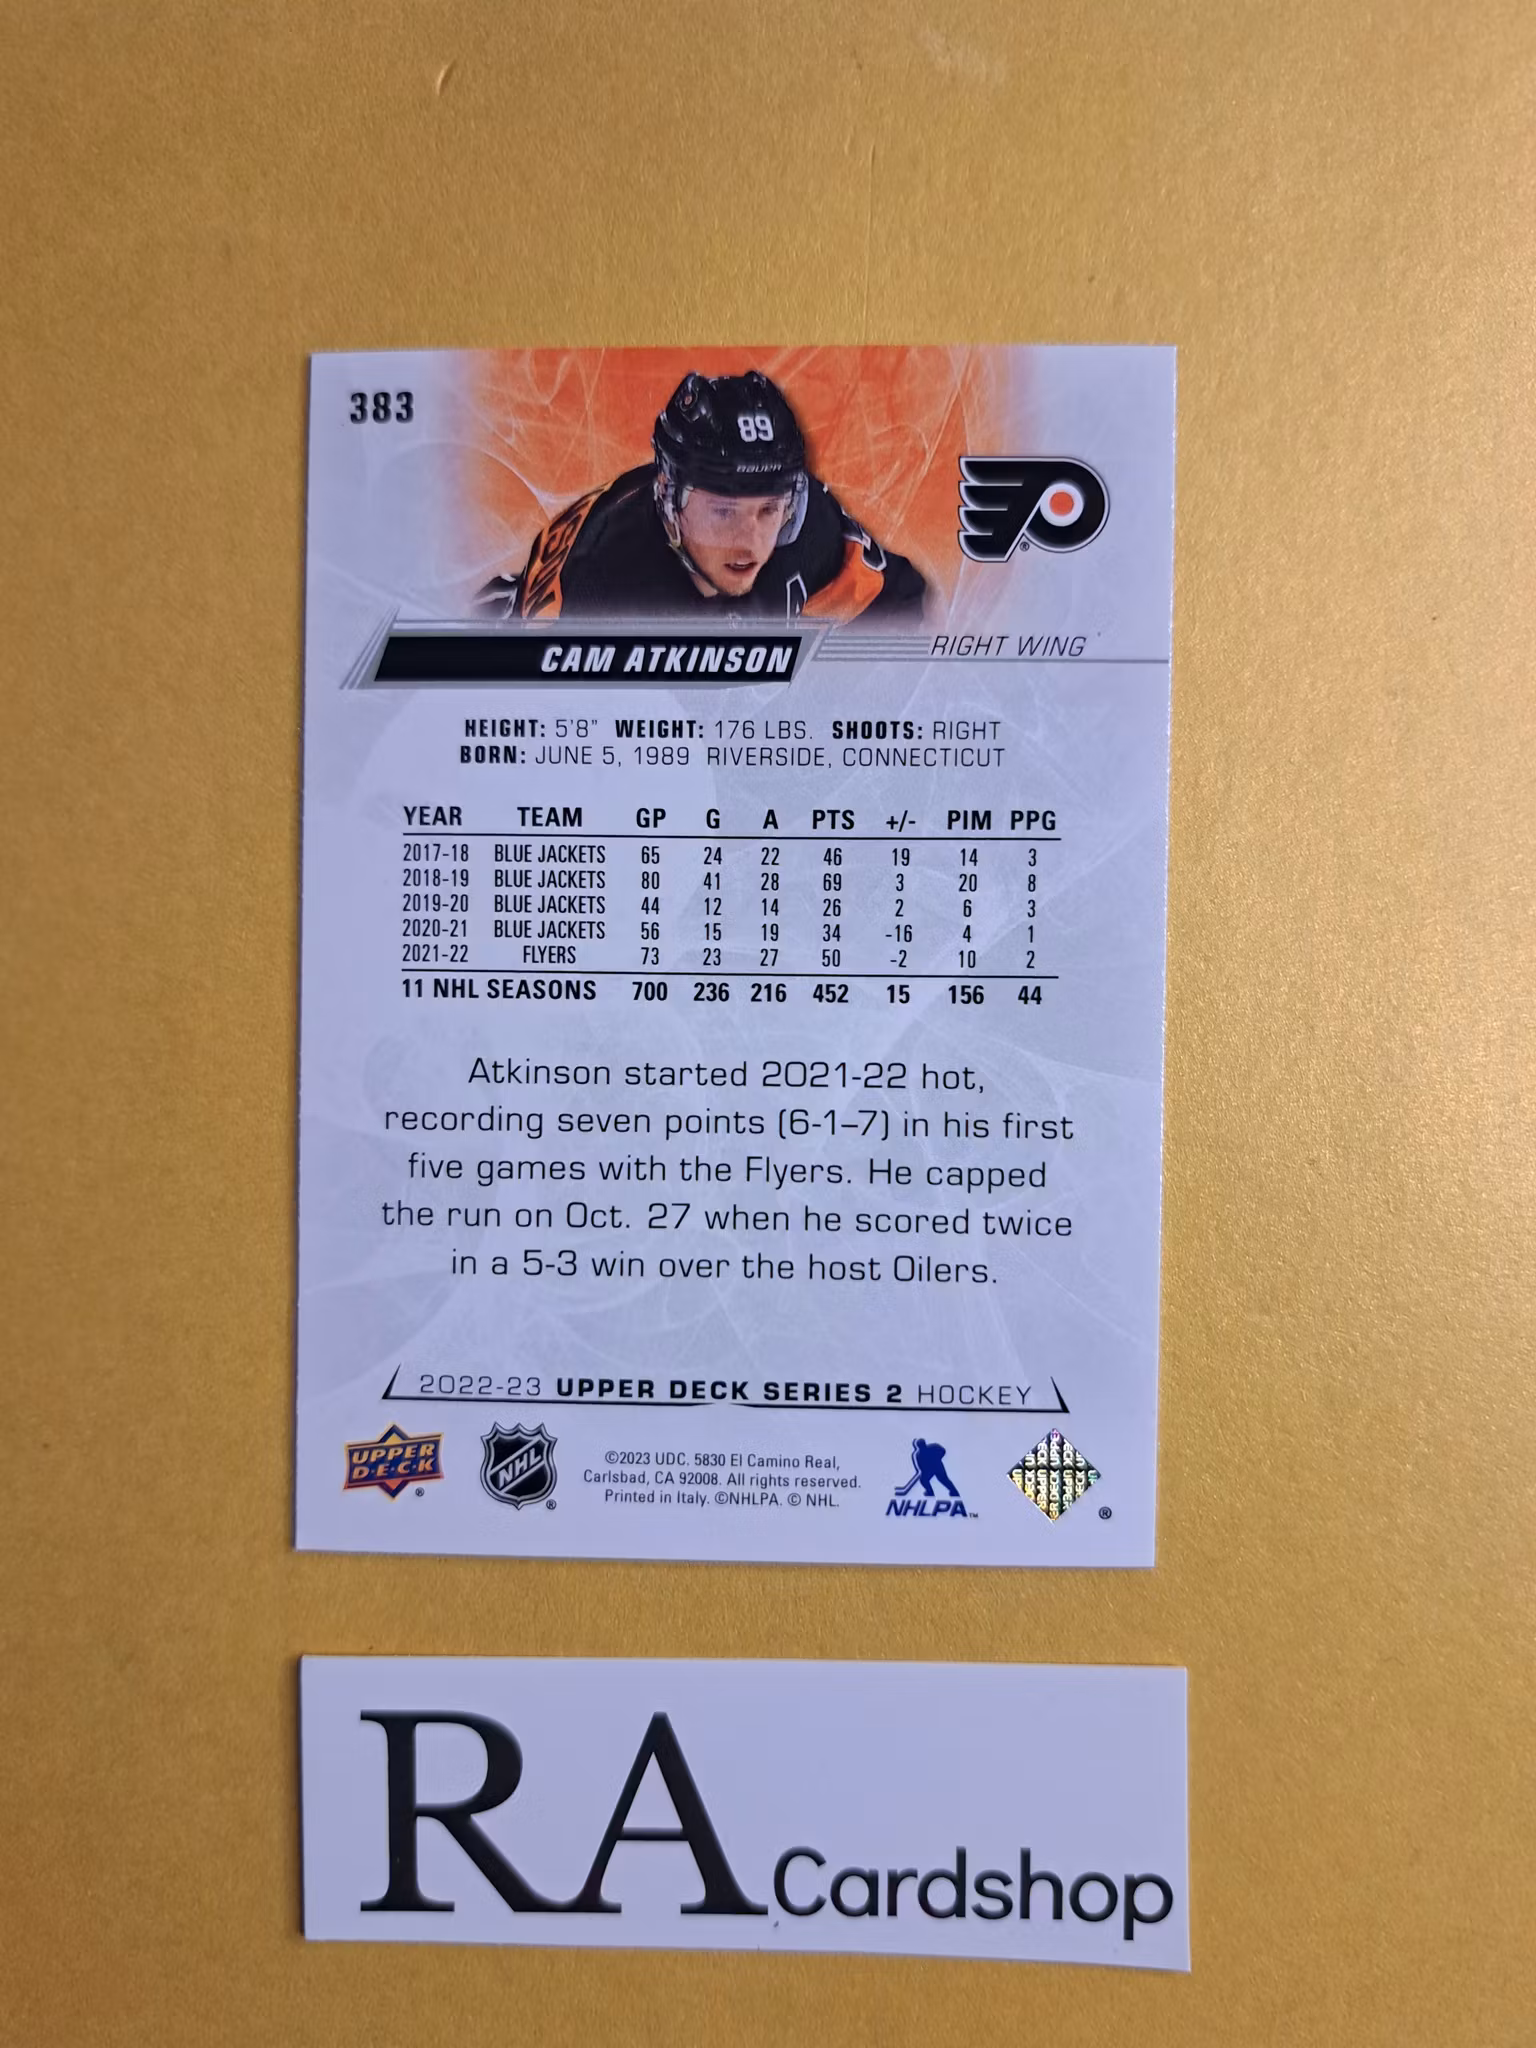 383
89
BAUER
CAM ATKINSON
RIGHT WING
HEIGHT: 5'8" WEIGHT: 176 LBS. SHOOTS: RIGHT
BORN: JUNE 5, 1989 RIVERSIDE, CONNECTICUT
YEAR TEAM GP G A PTS +/- PIM PPG
2017-18 BLUE JACKETS 65 24 22 46 19 14 3
2018-19 BLUE JACKETS 80 41 28 69 3 20 8
2019-20 BLUE JACKETS 44 12 14 26 2 6 3
2020-21 BLUE JACKETS 56 15 19 34 -16 4 1
2021-22 FLYERS 73 23 27 50 -2 10 2
11 NHL SEASONS 700 236 216 452 15 156 44
Atkinson started 2021-22 hot,
recording seven points (6-1–7) in his first
five games with the Flyers. He capped
the run on Oct. 27 when he scored twice
in a 5-3 win over the host Oilers.
2022-23 UPPER DECK SERIES 2 HOCKEY
UPPER
D·E·C·K
®
NHL
®
©2023 UDC. 5830 El Camino Real,
Carlsbad, CA 92008. All rights reserved.
Printed in Italy. ©NHLPA. © NHL.
NHLPA™
®
RA Cardshop